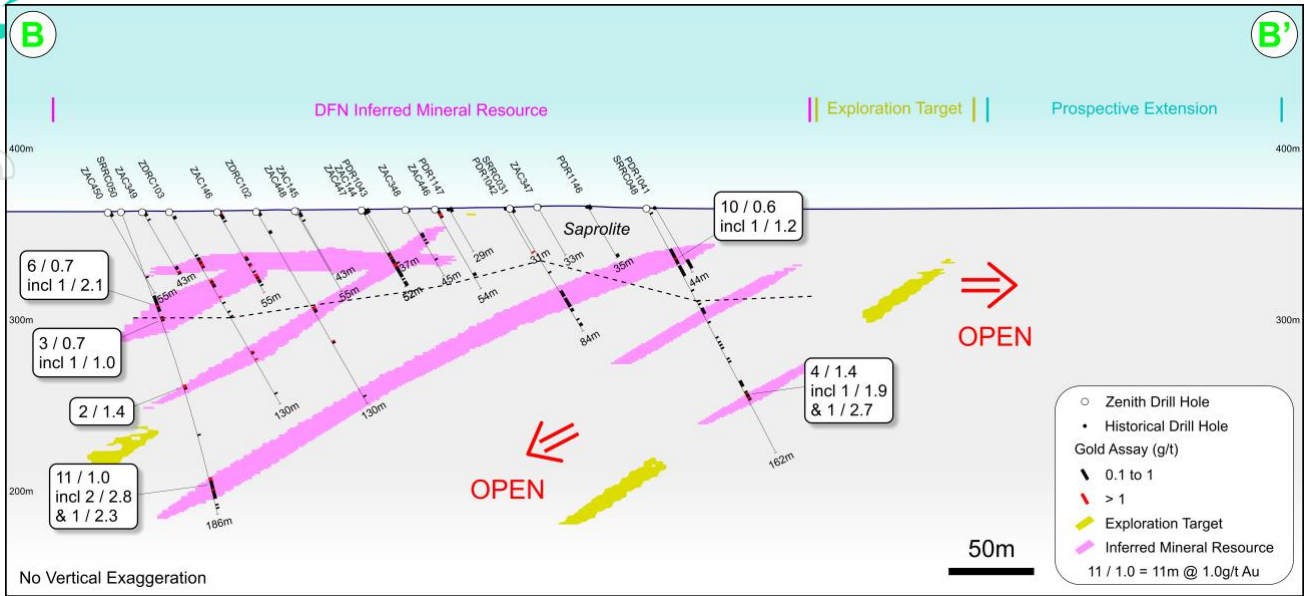 B
B’
DFN Inferred Mineral Resource
Exploration Target
Prospective Extension
400m
400m
ZAC450
SRRC050
ZAC349
ZDRC103
ZAC146
ZDRC102
ZAC448
ZAC145
ZAC447
ZAC144
PDR1043
ZAC348
ZAC446
PDR1147
PDR1042
SRRC031
ZAC347
PDR1146
SRRC048
PDR1041
Saprolite
10 / 0.6
incl 1 / 1.2
6 / 0.7
incl 1 / 2.1
55m
43m
55m
43m
55m
37m
52m
45m
29m
54m
31m
33m
35m
44m
84m
300m
300m
OPEN
3 / 0.7
incl 1 / 1.0
2 / 1.4
130m
130m
4 / 1.4
incl 1 / 1.9
& 1 / 2.7
162m
11 / 1.0
incl 2 / 2.8
& 1 / 2.3
200m
186m
OPEN
50m
No Vertical Exaggeration
Zenith Drill Hole
Historical Drill Hole
Gold Assay (g/t)
0.1 to 1
> 1
Exploration Target
Inferred Mineral Resource
11 / 1.0 = 11m @ 1.0g/t Au